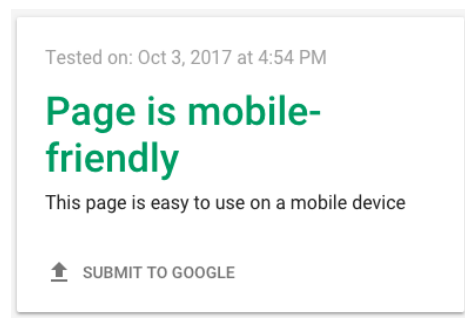 Tested on: Oct 3, 2017 at 4:54 PM
Page is mobile-
friendly
This page is easy to use on a mobile device
SUBMIT TO GOOGLE